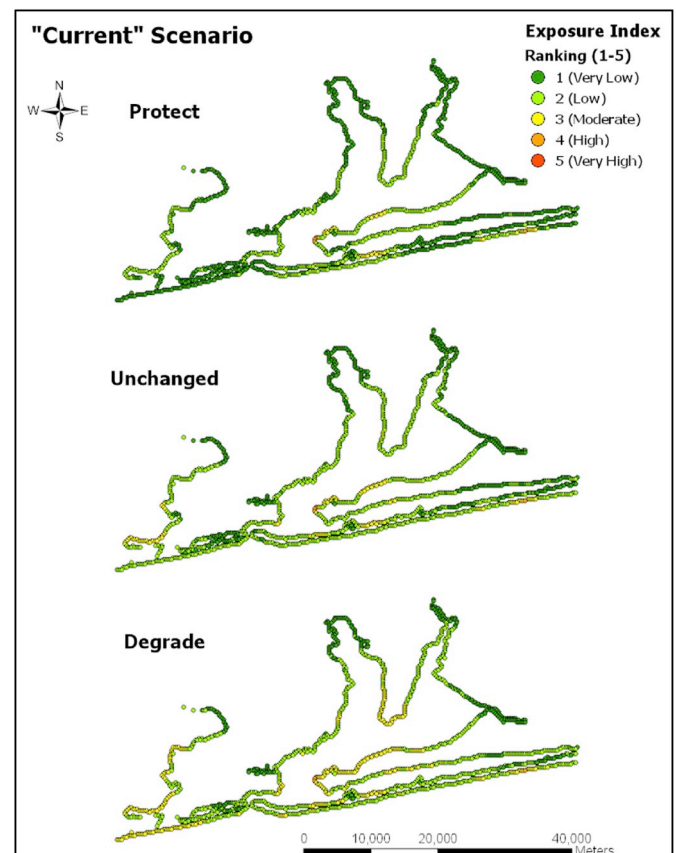 "Current" Scenario
Exposure Index
Ranking (1-5)
1 (Very Low)
2 (Low)
3 (Moderate)
4 (High)
5 (Very High)
N
W E
S
Protect
Unchanged
Degrade
0 10,000 20,000 40,000
Meters